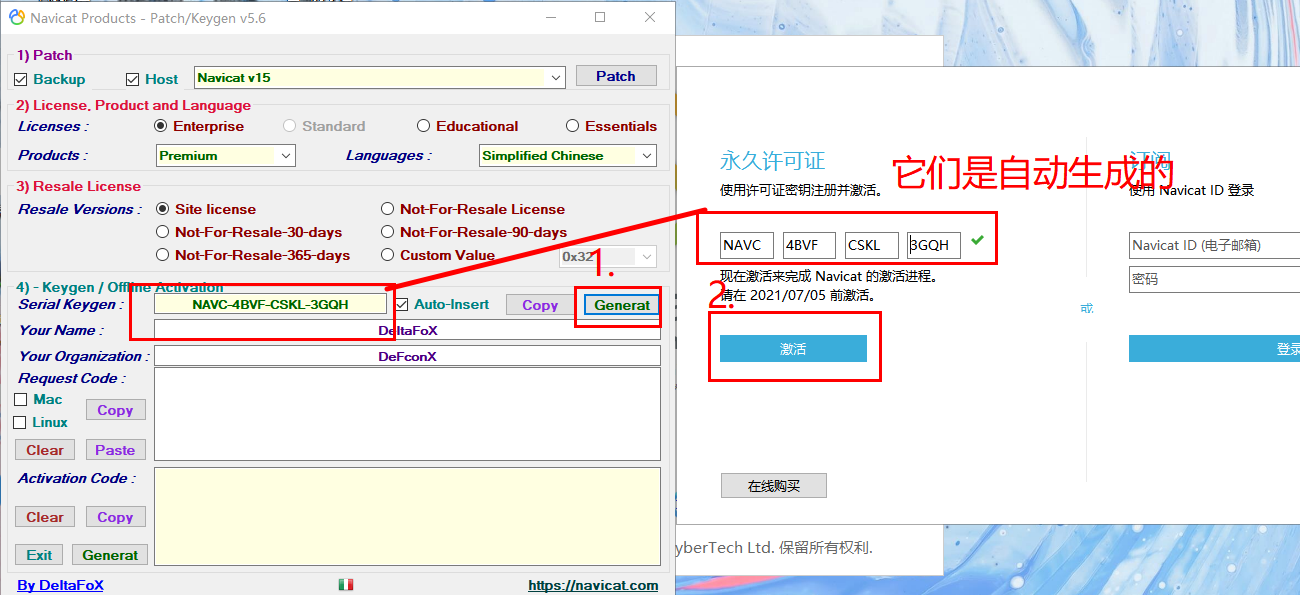 Navicat Products - Patch/Keygen v5.6
1) Patch
Backup
Host
Navicat v15
Patch
2) License, Product and Language
Licenses :
Enterprise
Standard
Educational
Essentials
Products :
Premium
Languages :
Simplified Chinese
3) Resale License
Resale Versions :
Site license
Not-For-Resale License
Not-For-Resale-30-days
Not-For-Resale-90-days
Not-For-Resale-365-days
Custom Value
0x32
1.
4) - Keygen / Offline Activation
Serial Keygen :
NAVC-4BVF-CSKL-3GQH
Auto-Insert
Copy
Generat
Your Name :
DeltaFoX
Your Organization :
DeFconX
Request Code :
Mac
Linux
Copy
Clear
Paste
Activation Code :
Clear
Copy
Exit
Generat
By DeltaFoX
https://navicat.com
永久许可证
使用许可证密钥注册并激活。
它们是自动生成的
NAVC
4BVF
CSKL
3GQH
现在激活来完成 Navicat 的激活进程。
请在 2021/07/05 前激活。
2.
激活
在线购买
或
订阅
使用 Navicat ID 登录
Navicat ID (电子邮箱)
密码
登录
yberTech Ltd. 保留所有权利.